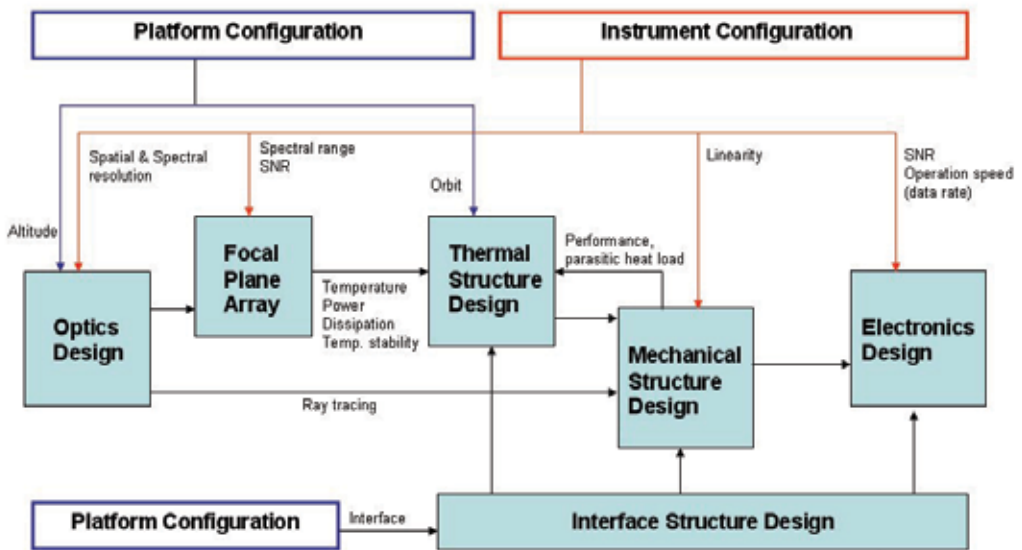 Platform Configuration
Instrument Configuration
Spatial & Spectral
resolution
Spectral range
SNR
Orbit
Linearity
SNR
Operation speed
(data rate)
Altitude
Optics
Design
Focal
Plane
Array
Temperature
Power
Dissipation
Temp. stability
Thermal
Structure
Design
Performance,
parasitic heat load
Mechanical
Structure
Design
Electronics
Design
Ray tracing
Platform Configuration
Interface
Interface Structure Design